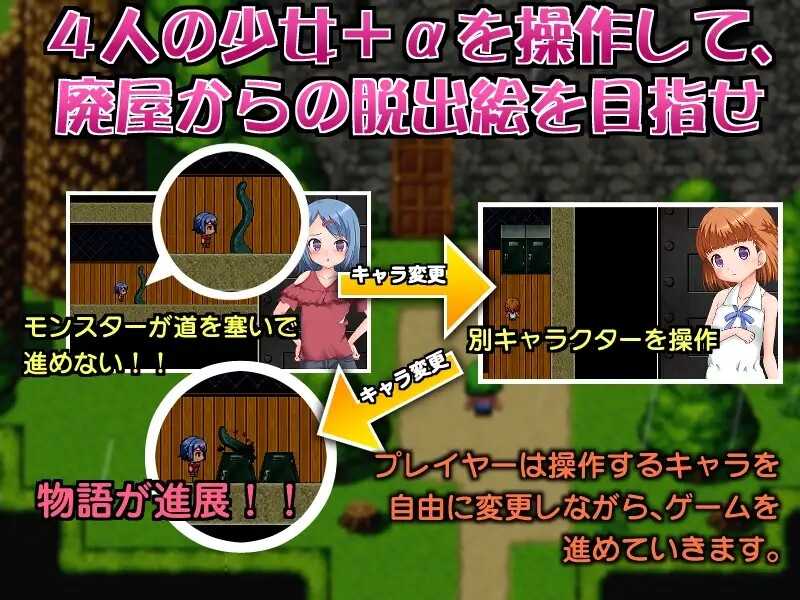 ４人の少女＋αを操作して、
廃屋からの脱出絵を目指せ
キャラ変更
モンスターが道を塞いで
進めない！！
別キャラクターを操作
キャラ変更
物語が進展！！
プレイヤーは操作するキャラを
自由に変更しながら、ゲームを
進めていきます。